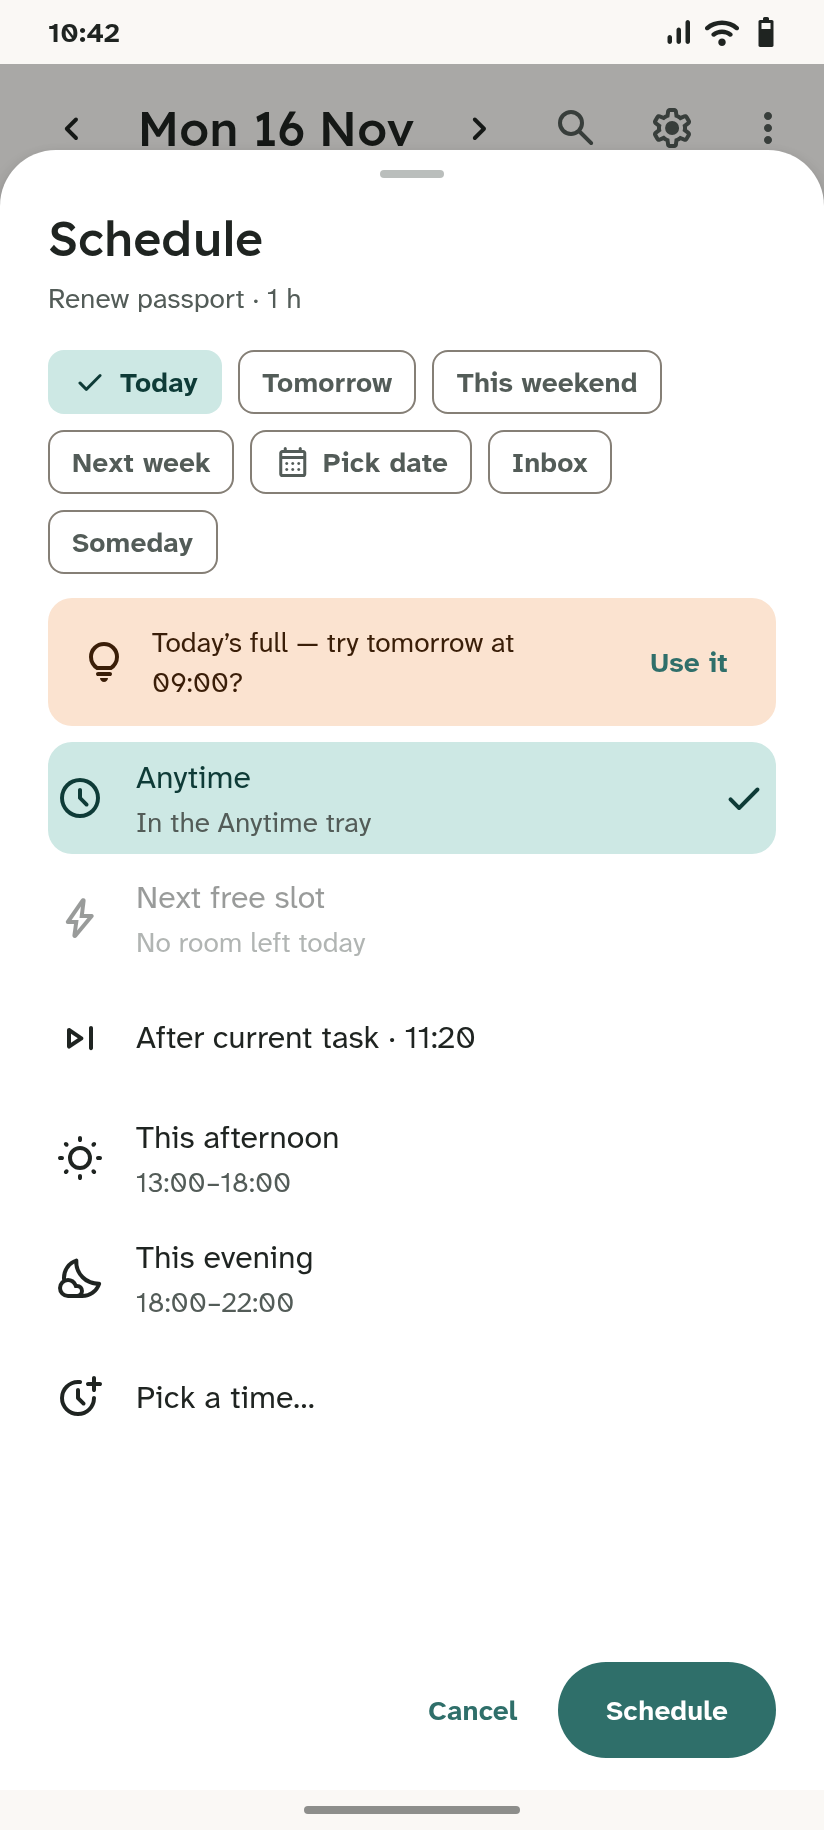 10:42
Mon 16 Nov
Schedule
Renew passport · 1 h
Today
Tomorrow
This weekend
Next week
Pick date
Inbox
Someday
Today’s full — try tomorrow at
09:00?
Use it
Anytime
In the Anytime tray
Next free slot
No room left today
After current task · 11:20
This afternoon
13:00–18:00
This evening
18:00–22:00
Pick a time…
Cancel
Schedule